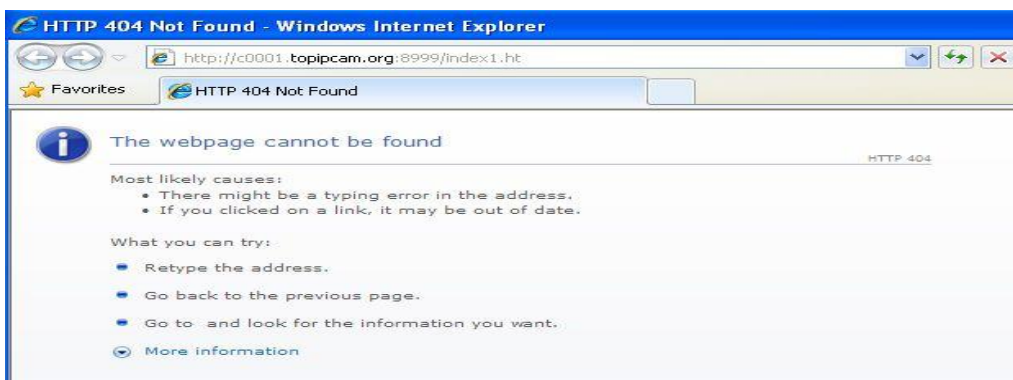 HTTP 404 Not Found - Windows Internet Explorer
http://c0001.topipcam.org:8999/index1.ht
Favorites
HTTP 404 Not Found
The webpage cannot be found
HTTP 404
Most likely causes:
• There might be a typing error in the address.
• If you clicked on a link, it may be out of date.
What you can try:
Retype the address.
Go back to the previous page.
Go to and look for the information you want.
More information